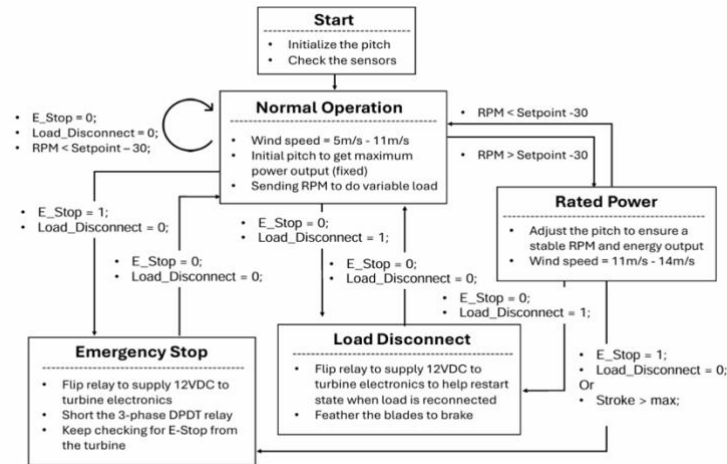 Start
• Initialize the pitch
• Check the sensors
Normal Operation
• Wind speed = 5m/s - 11m/s
• Initial pitch to get maximum
power output (fixed)
• Sending RPM to do variable load
• E_Stop = 0;
• Load_Disconnect = 0;
• RPM < Setpoint – 30;
• RPM < Setpoint -30
• RPM > Setpoint -30
Rated Power
• Adjust the pitch to ensure a
stable RPM and energy output
• Wind speed = 11m/s - 14m/s
• E_Stop = 1;
• Load_Disconnect = 0;
• E_Stop = 0;
• Load_Disconnect = 0;
• E_Stop = 0;
• Load_Disconnect = 1;
• E_Stop = 0;
• Load_Disconnect = 0;
• E_Stop = 0;
• Load_Disconnect = 1;
Emergency Stop
• Flip relay to supply 12VDC to
turbine electronics
• Short the 3-phase DPDT relay
• Keep checking for E-Stop from
the turbine
Load Disconnect
• Flip relay to supply 12VDC to
turbine electronics to help restart
state when load is reconnected
• Feather the blades to brake
• E_Stop = 1;
• Load_Disconnect = 0;
Or
• Stroke > max;